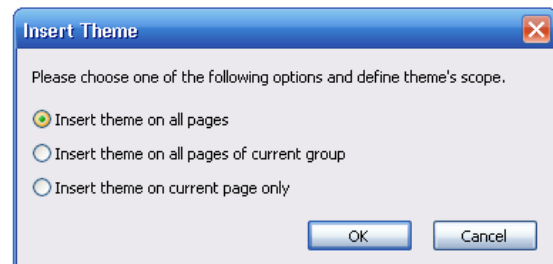 Insert Theme
Please choose one of the following options and define theme's scope.
Insert theme on all pages
Insert theme on all pages of current group
Insert theme on current page only
OK Cancel